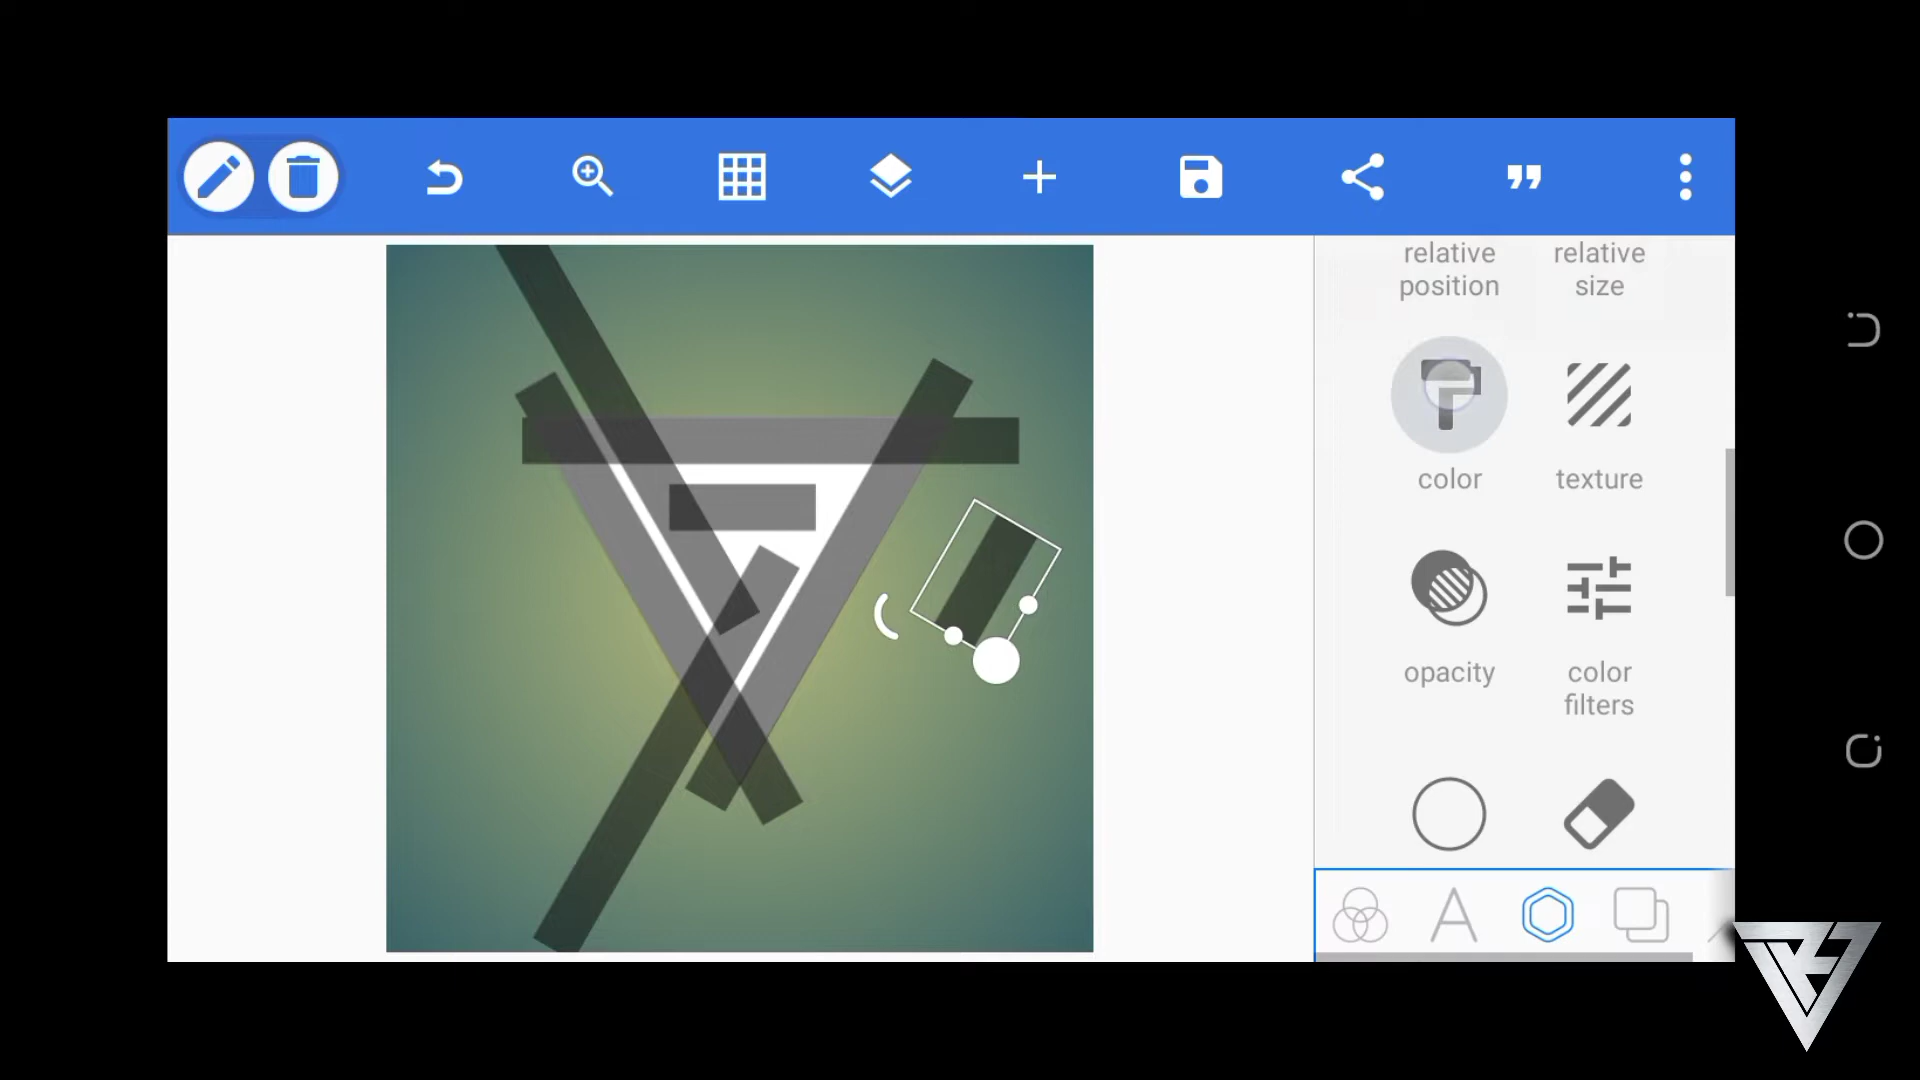 relative
position
relative
size
color
texture
opacity
color
filters